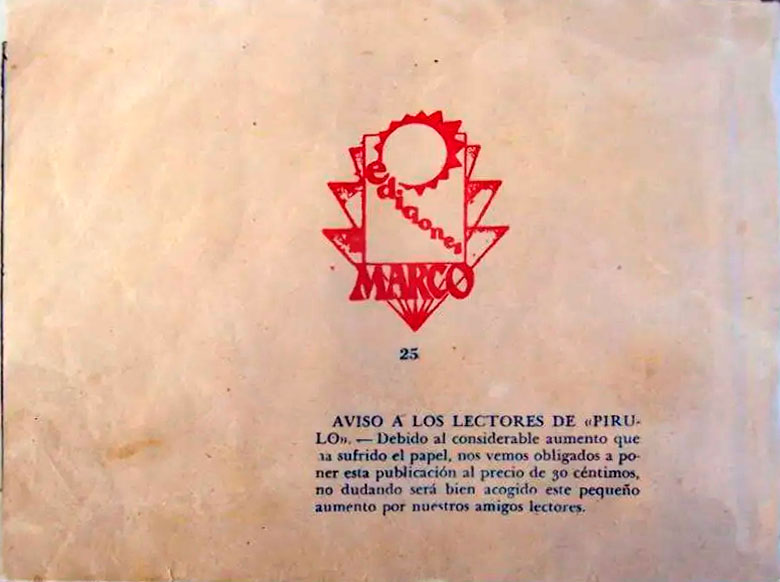 ediciones
MARCO
25
AVISO A LOS LECTORES DE «PIRU-
LO». — Debido al considerable aumento que
ha sufrido el papel, nos vemos obligados a po-
ner esta publicación al precio de 30 céntimos,
no dudando será bien acogido este pequeño
aumento por nuestros amigos lectores.